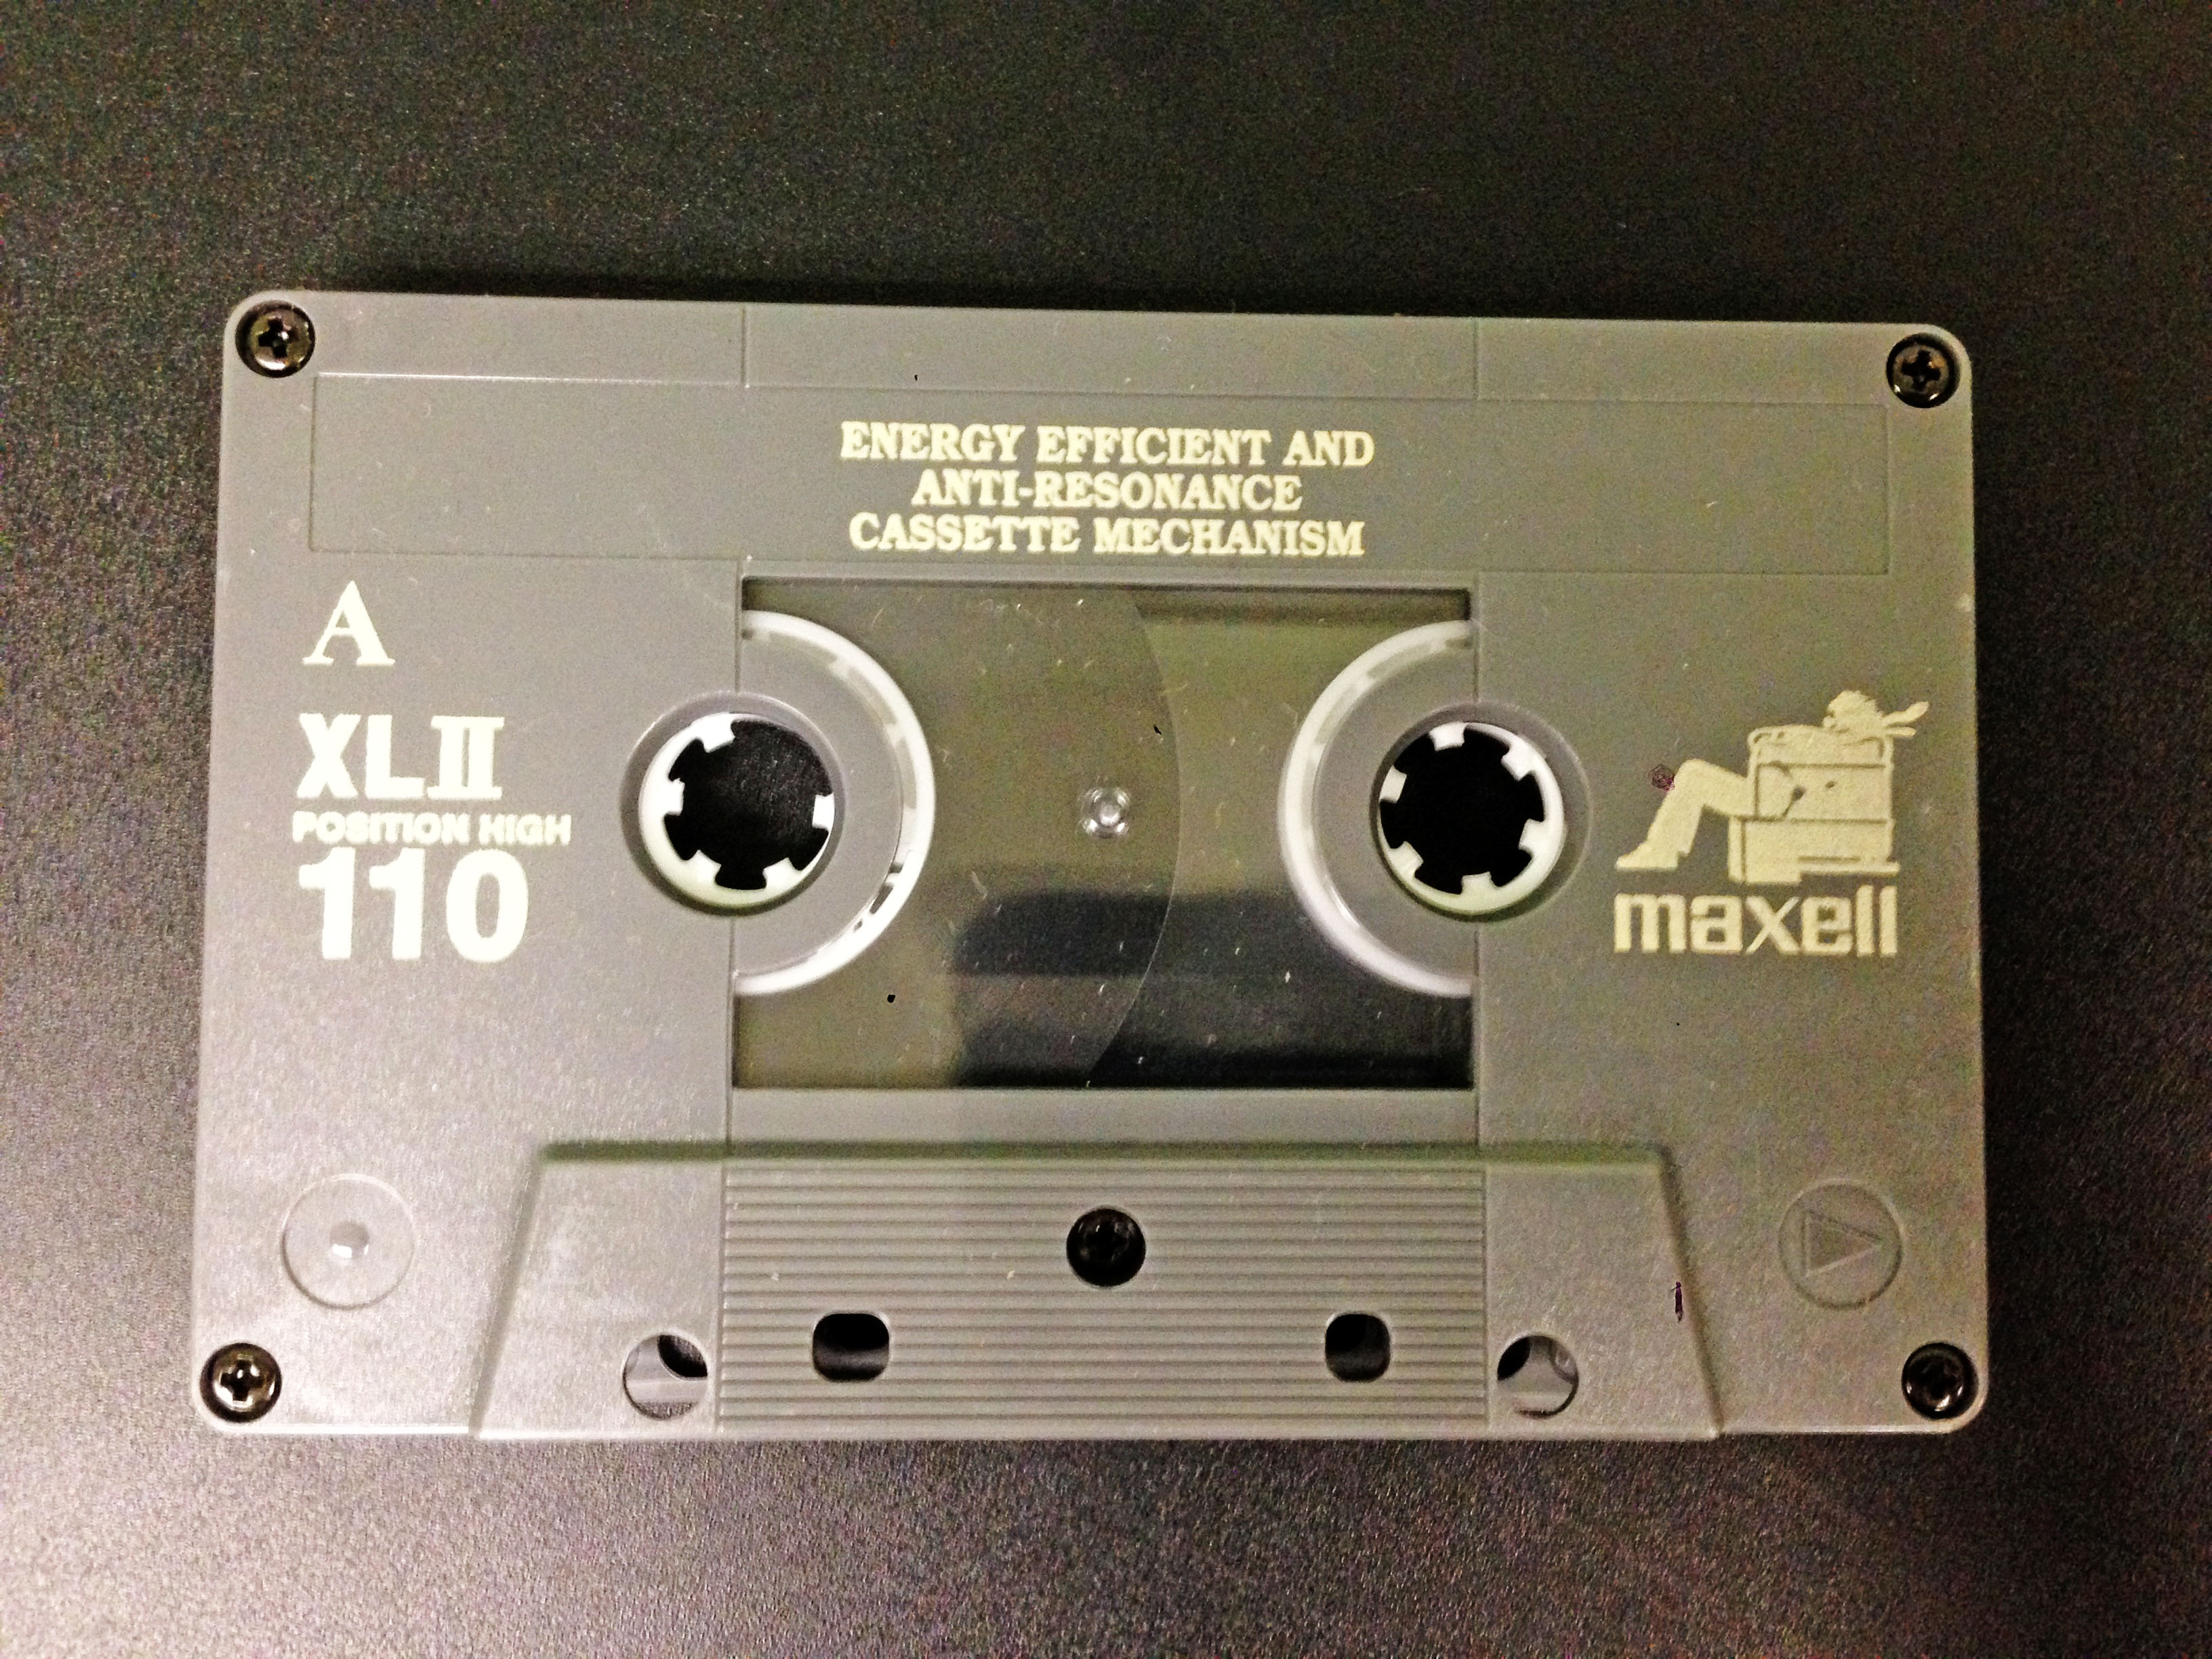 ENERGY EFFICIENT AND
ANTI-RESONANCE
CASSETTE MECHANISM
A
XLII
POSITION HIGH
110
maxell